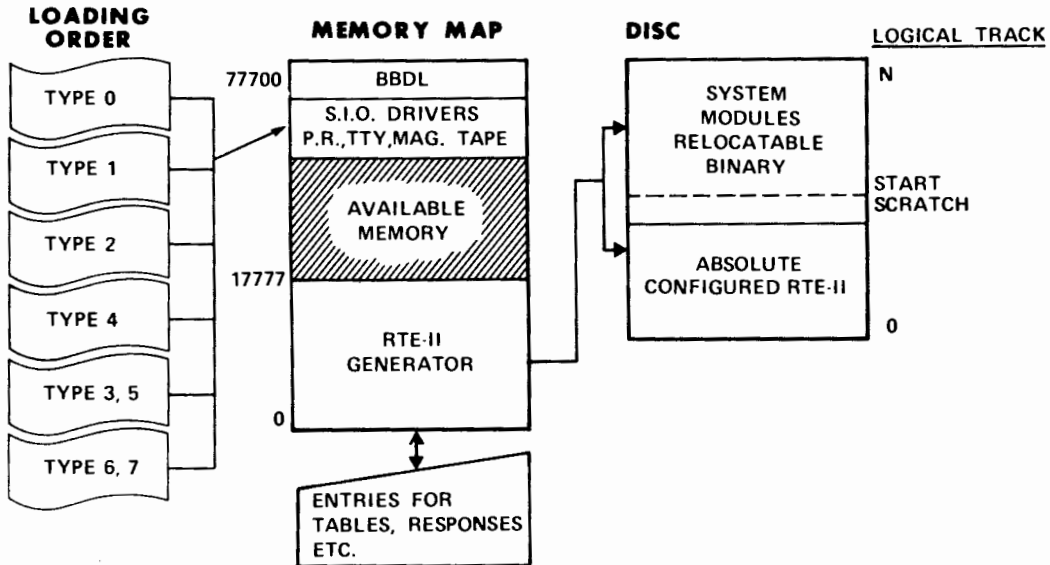 LOADING
ORDER
TYPE 0
TYPE 1
TYPE 2
TYPE 4
TYPE 3, 5
TYPE 6, 7
MEMORY MAP
77700
BBDL
S.I.O. DRIVERS
P.R.,TTY,MAG. TAPE
AVAILABLE
MEMORY
17777
RTE-II
GENERATOR
0
ENTRIES FOR
TABLES, RESPONSES
ETC.
DISC
LOGICAL TRACK
N
SYSTEM
MODULES
RELOCATABLE
BINARY
START
SCRATCH
ABSOLUTE
CONFIGURED RTE-II
0